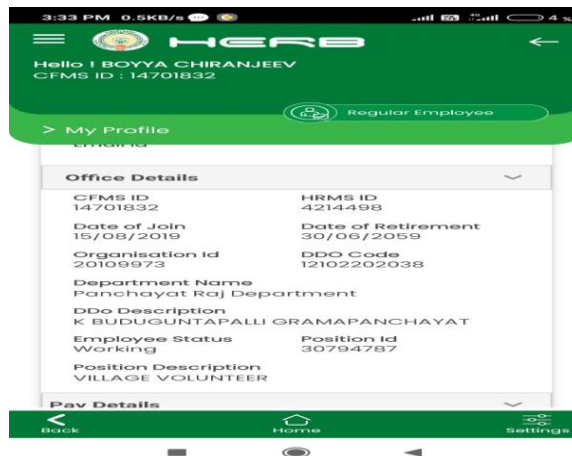 3:33 PM 0.5KB/s 4
HERB
Hello ! BOYYA CHIRANJEEV
CFMS ID : 14701832
Regular Employee
> My Profile
Office Details
CFMS ID HRMS ID
14701832 4214498
Date of Join Date of Retirement
15/08/2019 30/06/2059
Organisation Id DDO Code
20109973 12102202038
Department Name
Panchayat Raj Department
DDo Description
K BUDUGUNTAPALLI GRAMAPANCHAYAT
Employee Status Position Id
Working 30794787
Position Description
VILLAGE VOLUNTEER
Pay Details
Back Home Settings